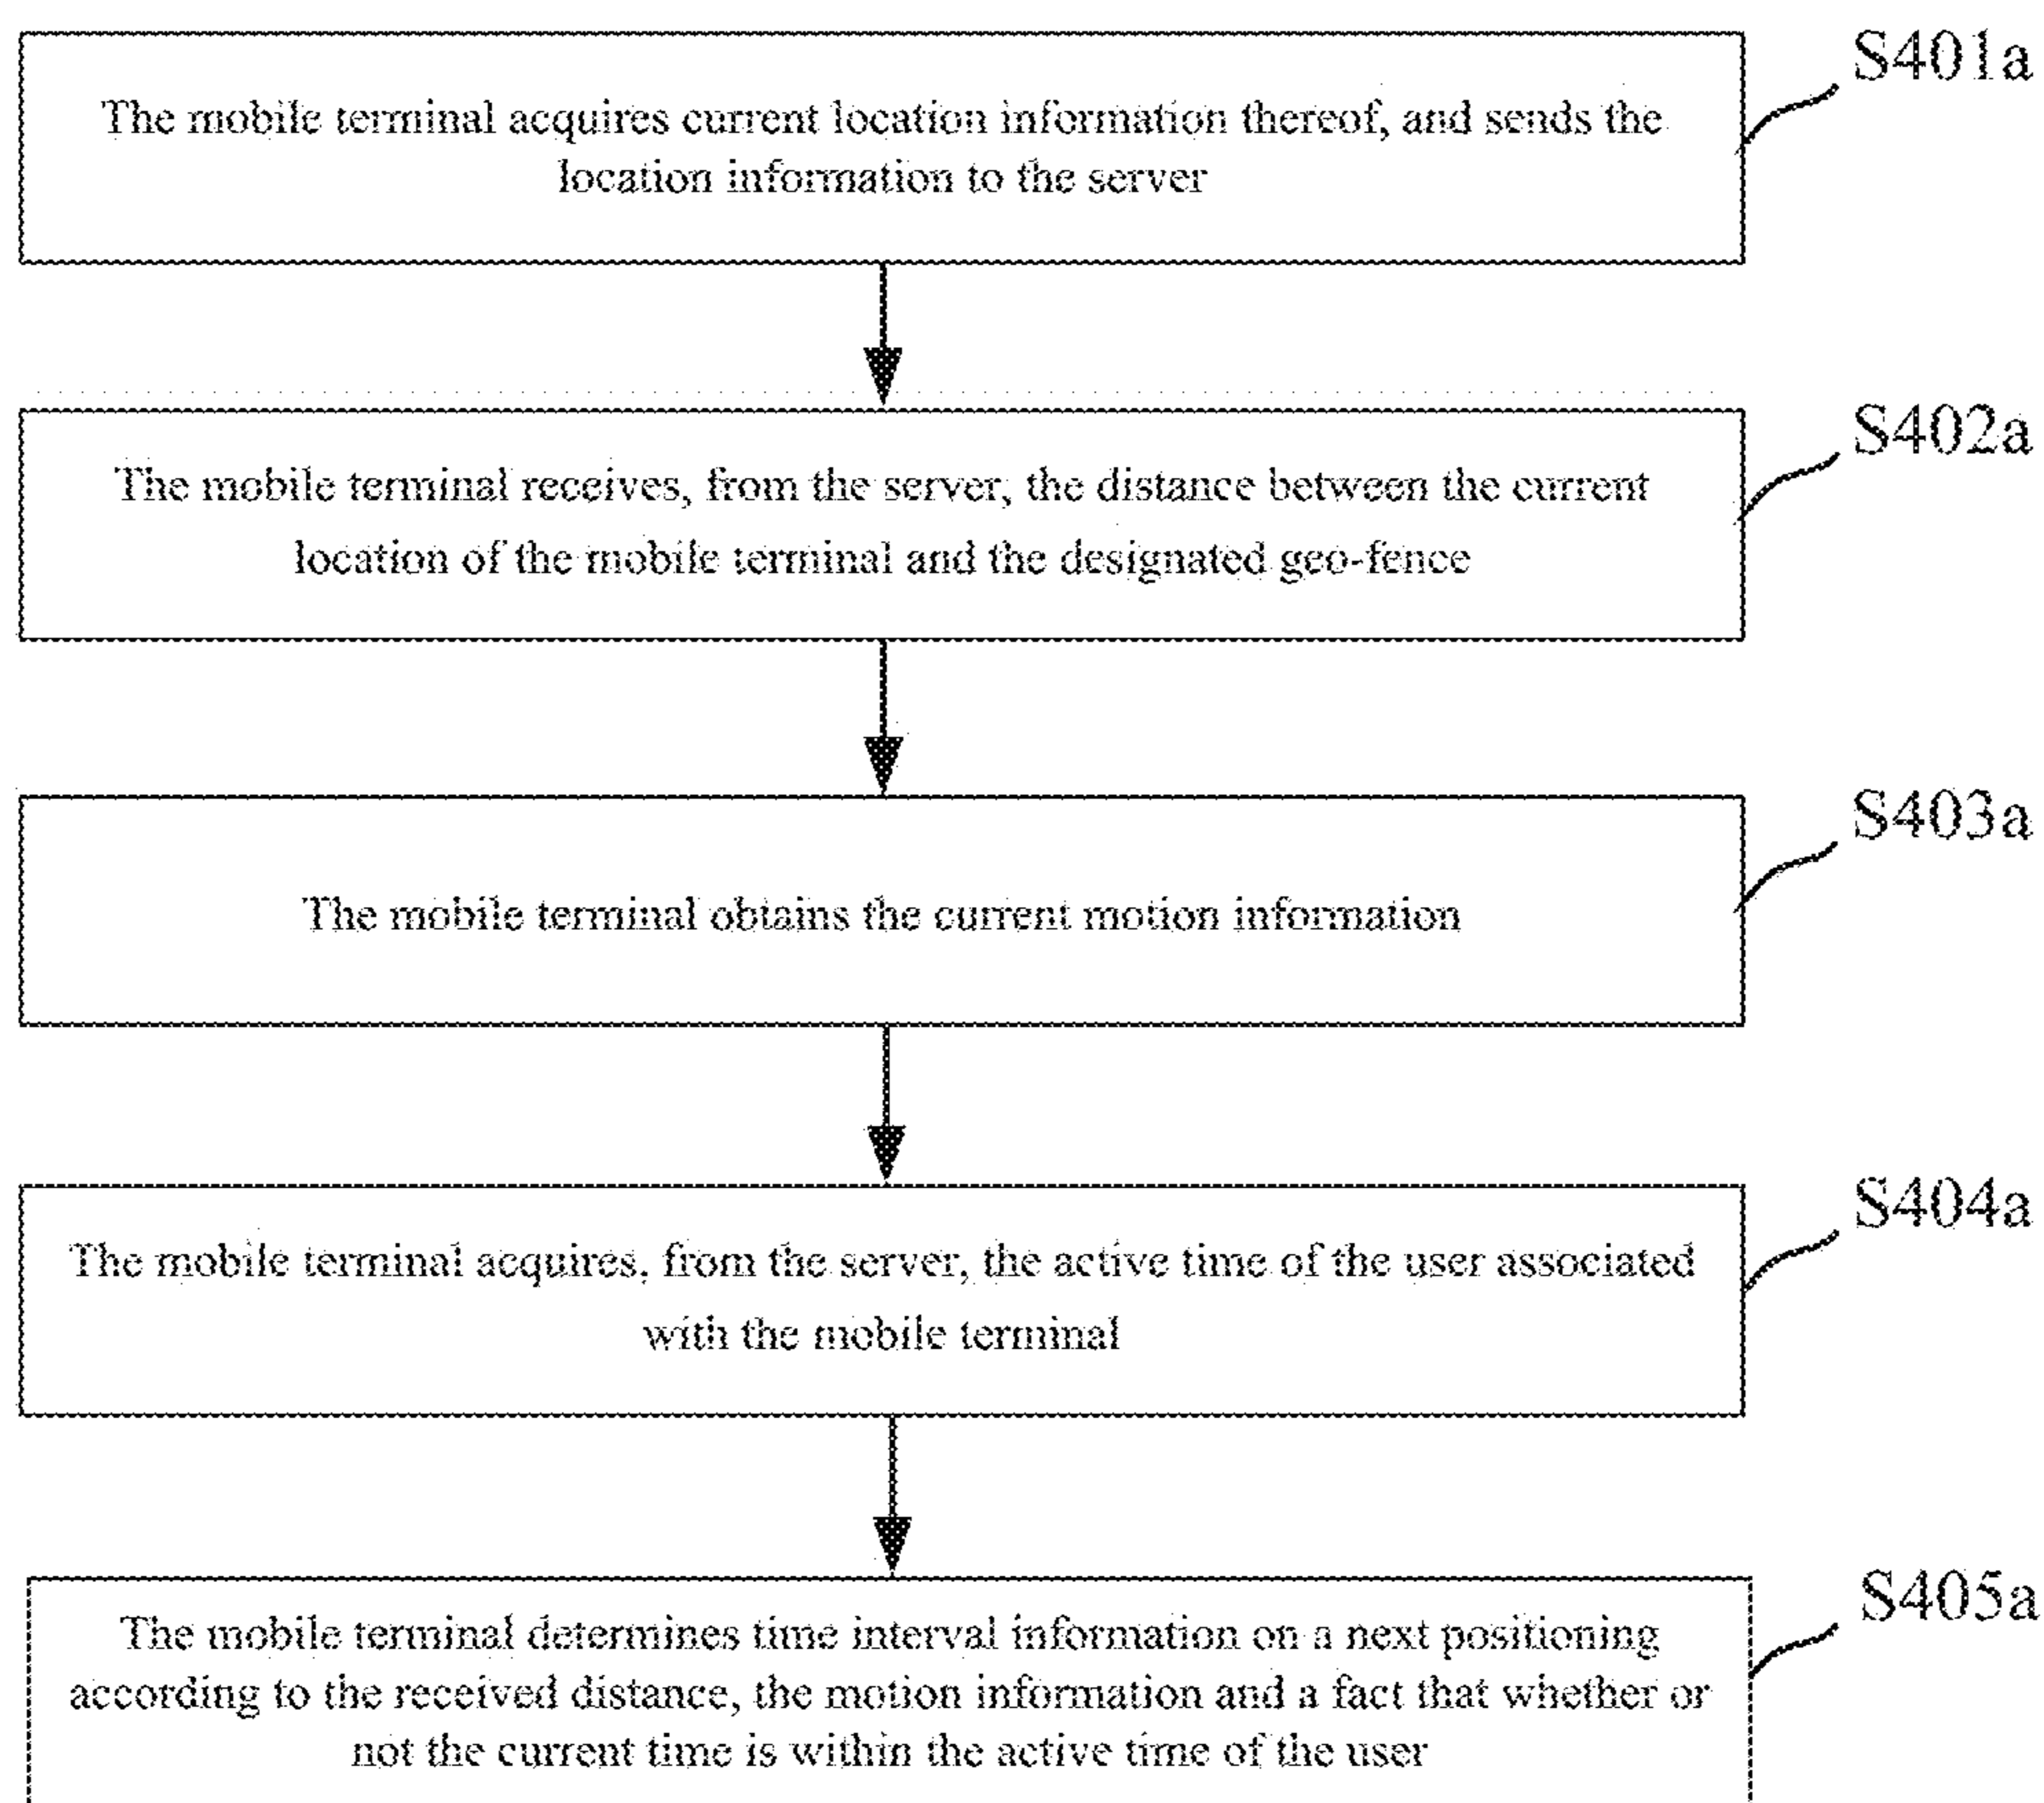 S401a
The mobile terminal acquires current location information thereof, and sends the
location information to the server
S402a
The mobile terminal receives, from the server, the distance between the current
location of the mobile terminal and the designated geo-fence
S403a
The mobile terminal obtains the current motion information
S404a
The mobile terminal acquires, from the server, the active time of the user associated
with the mobile terminal
S405a
The mobile terminal determines time interval information on a next positioning
according to the received distance, the motion information and a fact that whether or
not the current time is within the active time of the user